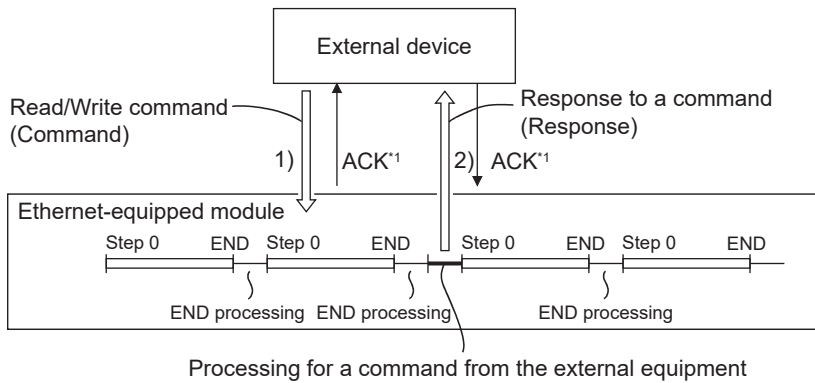 External device
Read/Write command
(Command)
Response to a command
(Response)
1)
ACK*1
2)
ACK*1
Ethernet-equipped module
Step 0 END Step 0 END Step 0 END Step 0 END
END processing END processing END processing
Processing for a command from the external equipment